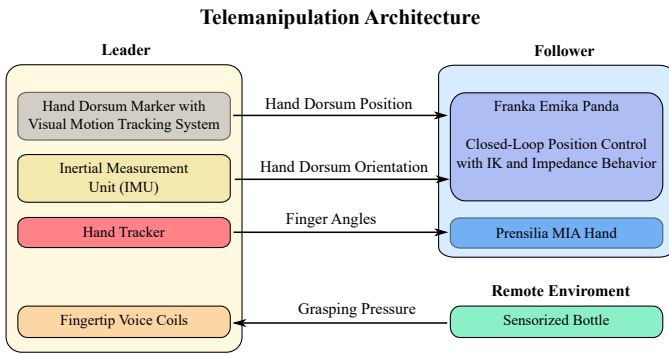 Telemanipulation Architecture
Leader
Follower
Hand Dorsum Marker with
Visual Motion Tracking System
Hand Dorsum Position
Franka Emika Panda
Closed-Loop Position Control
with IK and Impedance Behavior
Inertial Measurement
Unit (IMU)
Hand Dorsum Orientation
Hand Tracker
Finger Angles
Prensilia MIA Hand
Remote Enviroment
Fingertip Voice Coils
Grasping Pressure
Sensorized Bottle